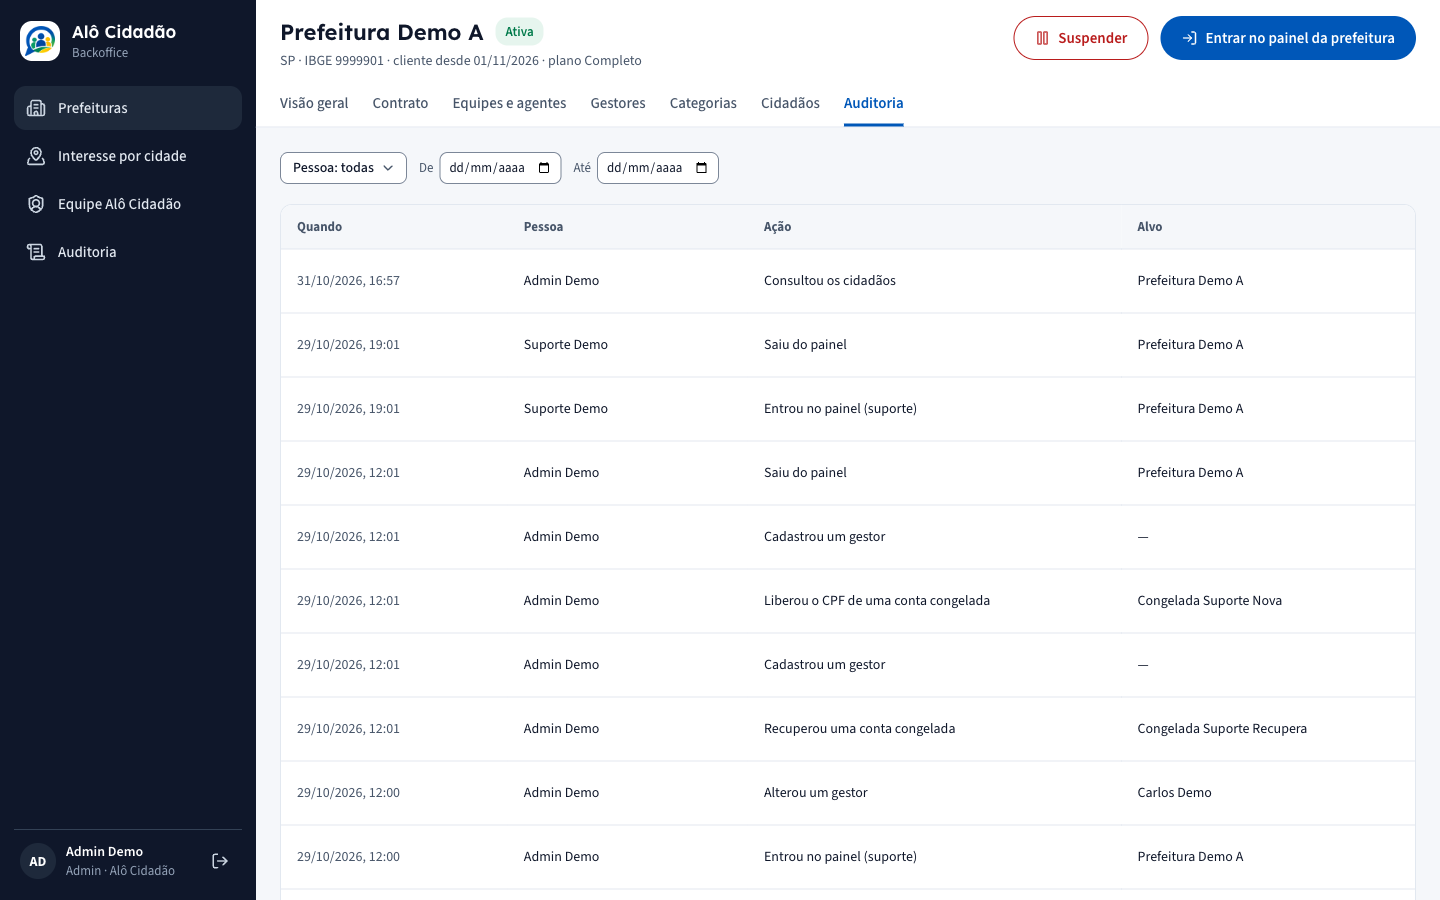 Alô Cidadão
Backoffice
Prefeituras
Interesse por cidade
Equipe Alô Cidadão
Auditoria
AD
Admin Demo
Admin · Alô Cidadão
Prefeitura Demo A
Ativa
SP · IBGE 9999901 · cliente desde 01/11/2026 · plano Completo
Suspender
Entrar no painel da prefeitura
Visão geral Contrato Equipes e agentes Gestores Categorias Cidadãos Auditoria
Pessoa: todas De dd/mm/aaaa Até dd/mm/aaaa
Quando Pessoa Ação Alvo
31/10/2026, 16:57 Admin Demo Consultou os cidadãos Prefeitura Demo A
29/10/2026, 19:01 Suporte Demo Saiu do painel Prefeitura Demo A
29/10/2026, 19:01 Suporte Demo Entrou no painel (suporte) Prefeitura Demo A
29/10/2026, 12:01 Admin Demo Saiu do painel Prefeitura Demo A
29/10/2026, 12:01 Admin Demo Cadastrou um gestor —
29/10/2026, 12:01 Admin Demo Liberou o CPF de uma conta congelada Congelada Suporte Nova
29/10/2026, 12:01 Admin Demo Cadastrou um gestor —
29/10/2026, 12:01 Admin Demo Recuperou uma conta congelada Congelada Suporte Recupera
29/10/2026, 12:00 Admin Demo Alterou um gestor Carlos Demo
29/10/2026, 12:00 Admin Demo Entrou no painel (suporte) Prefeitura Demo A